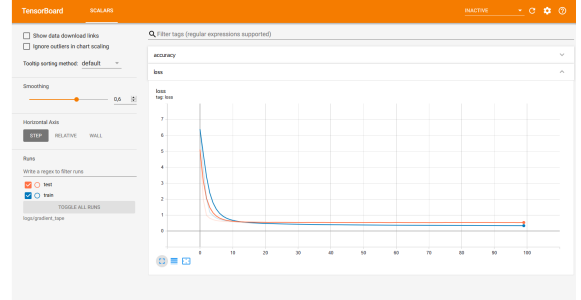 TensorBoard
SCALARS
INACTIVE
Show data download links
Ignore outliers in chart scaling
Tooltip sorting method: default
Smoothing
0,6
Horizontal Axis
STEP RELATIVE WALL
Runs
Write a regex to filter runs
test
train
TOGGLE ALL RUNS
logs/gradient_tape
Filter tags (regular expressions supported)
accuracy
loss
loss
tag: loss
7
6
5
4
3
2
1
0
0 10 20 30 40 50 60 70 80 90 100